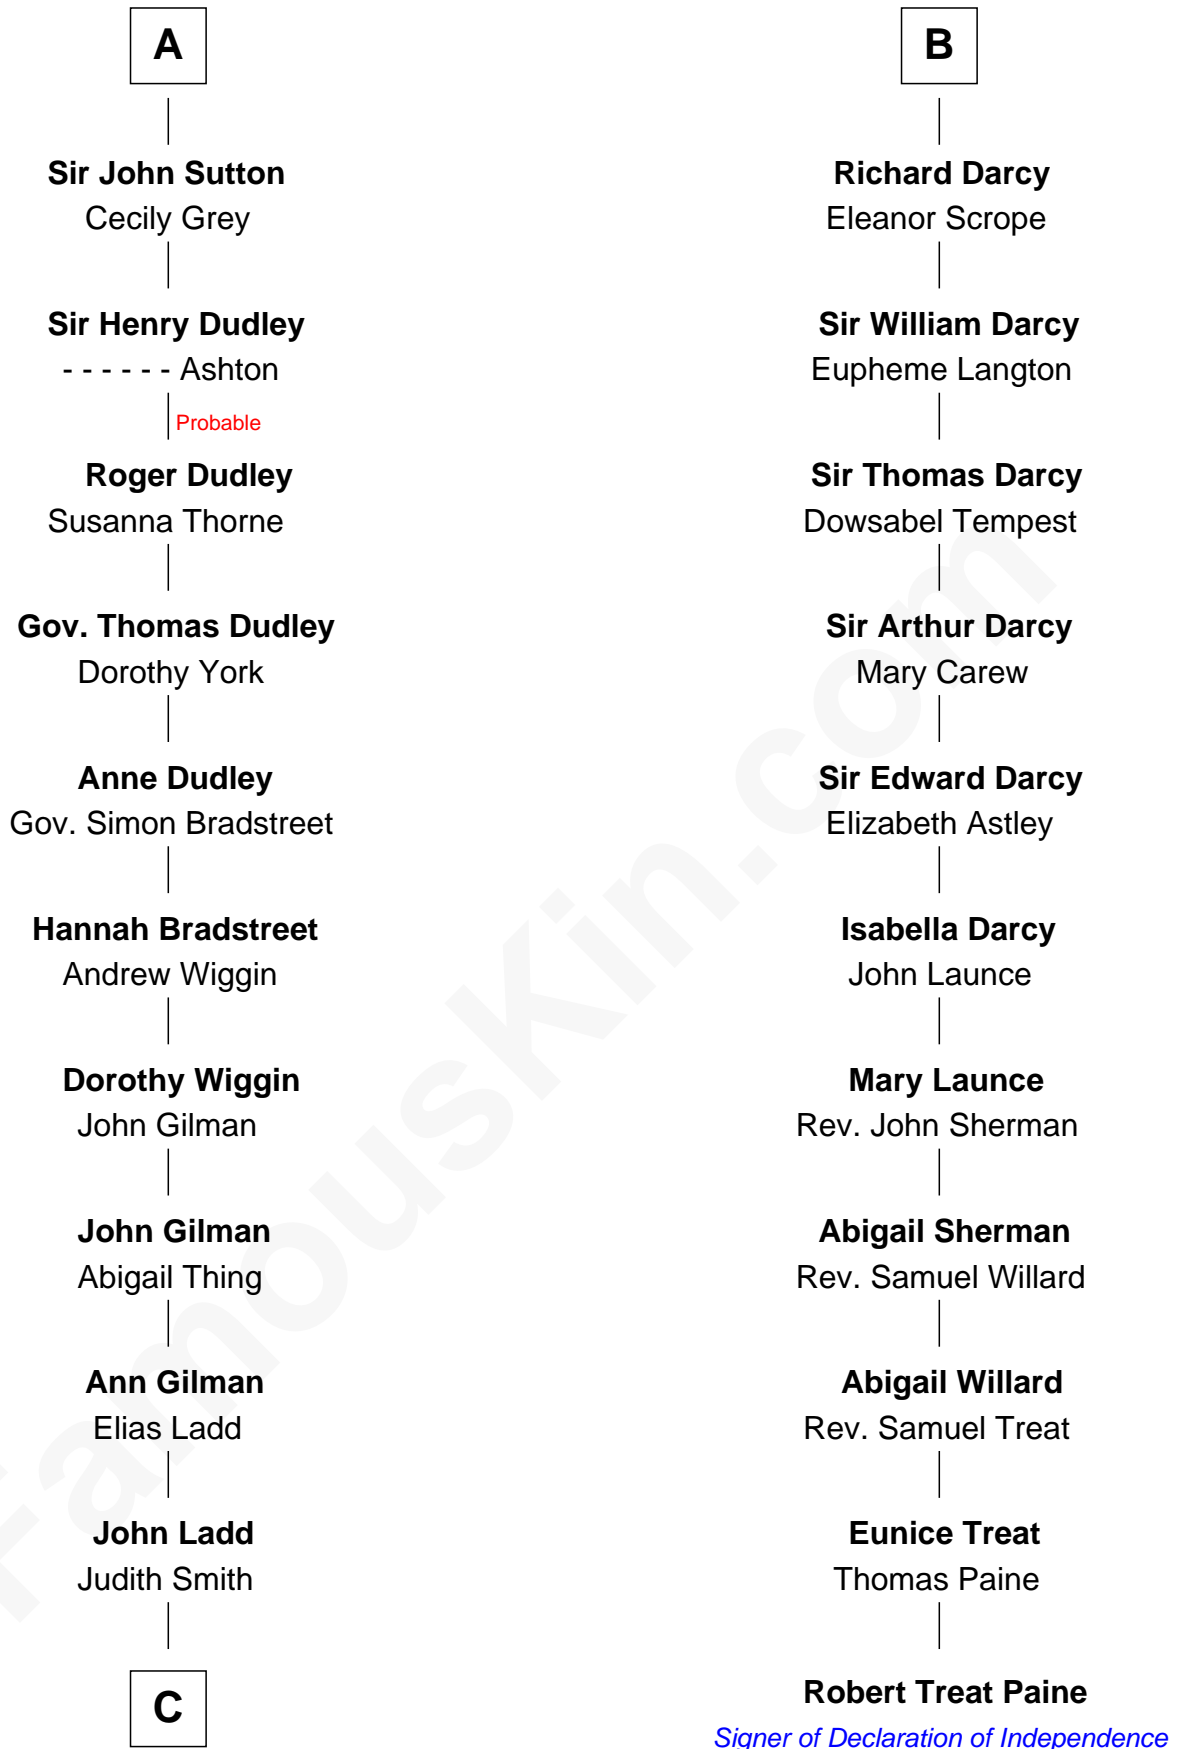 A
Sir John Sutton
Cecily Grey
Sir Henry Dudley
- - - - - - Ashton
Probable
Roger Dudley
Susanna Thorne
Gov. Thomas Dudley
Dorothy York
Anne Dudley
Gov. Simon Bradstreet
Hannah Bradstreet
Andrew Wiggin
Dorothy Wiggin
John Gilman
John Gilman
Abigail Thing
Ann Gilman
Elias Ladd
John Ladd
Judith Smith
C
B
Richard Darcy
Eleanor Scrope
Sir William Darcy
Eupheme Langton
Sir Thomas Darcy
Dowsabel Tempest
Sir Arthur Darcy
Mary Carew
Sir Edward Darcy
Elizabeth Astley
Isabella Darcy
John Launce
Mary Launce
Rev. John Sherman
Abigail Sherman
Rev. Samuel Willard
Abigail Willard
Rev. Samuel Treat
Eunice Treat
Thomas Paine
Robert Treat Paine
Signer of Declaration of Independence
FamousKin.com